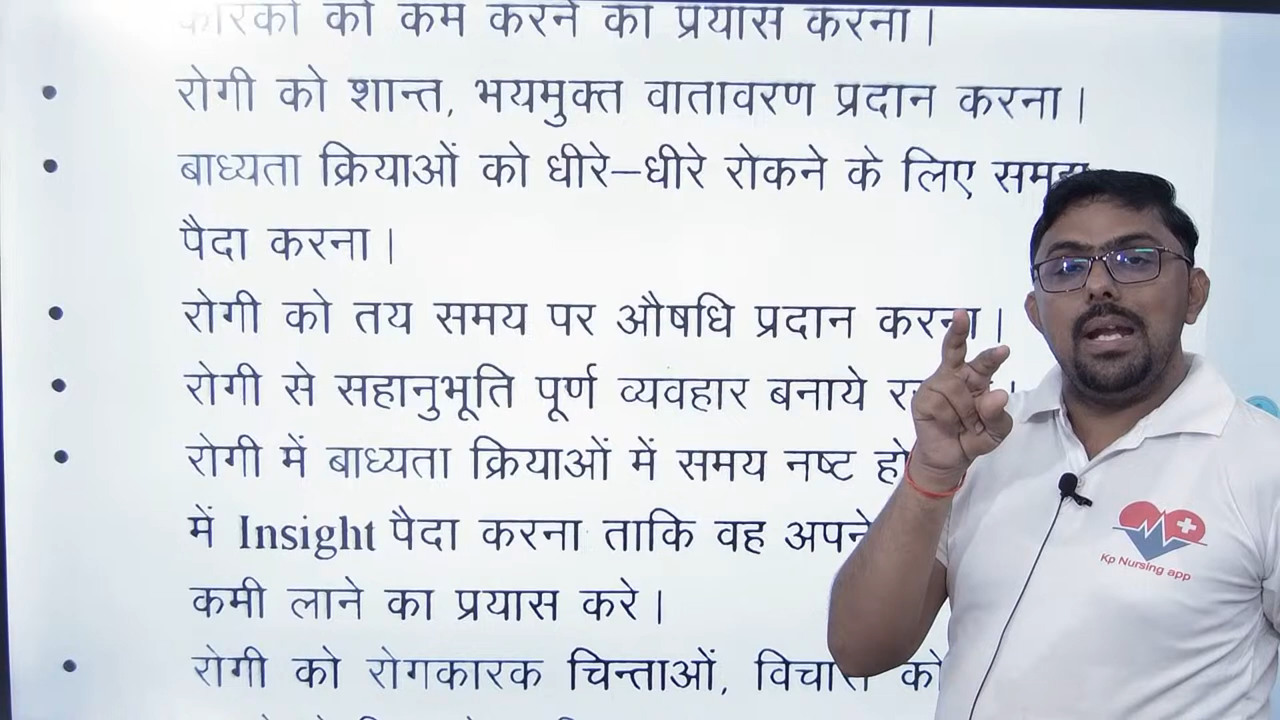 कारकों को कम करने का प्रयास करना।
• रोगी को शान्त, भयमुक्त वातावरण प्रदान करना।
• बाध्यता क्रियाओं को धीरे–धीरे रोकने के लिए
पैदा करना।
• रोगी को तय समय पर औषधि प्रदान करना।
• रोगी से सहानुभूति पूर्ण व्यवहार बनाये
• रोगी में बाध्यता क्रियाओं में समय नष्ट
में Insight पैदा करना ताकि वह अपने
कमी लाने का प्रयास करे।
• रोगी को रोगकारक चिन्ताओं, को
Kp Nursing app